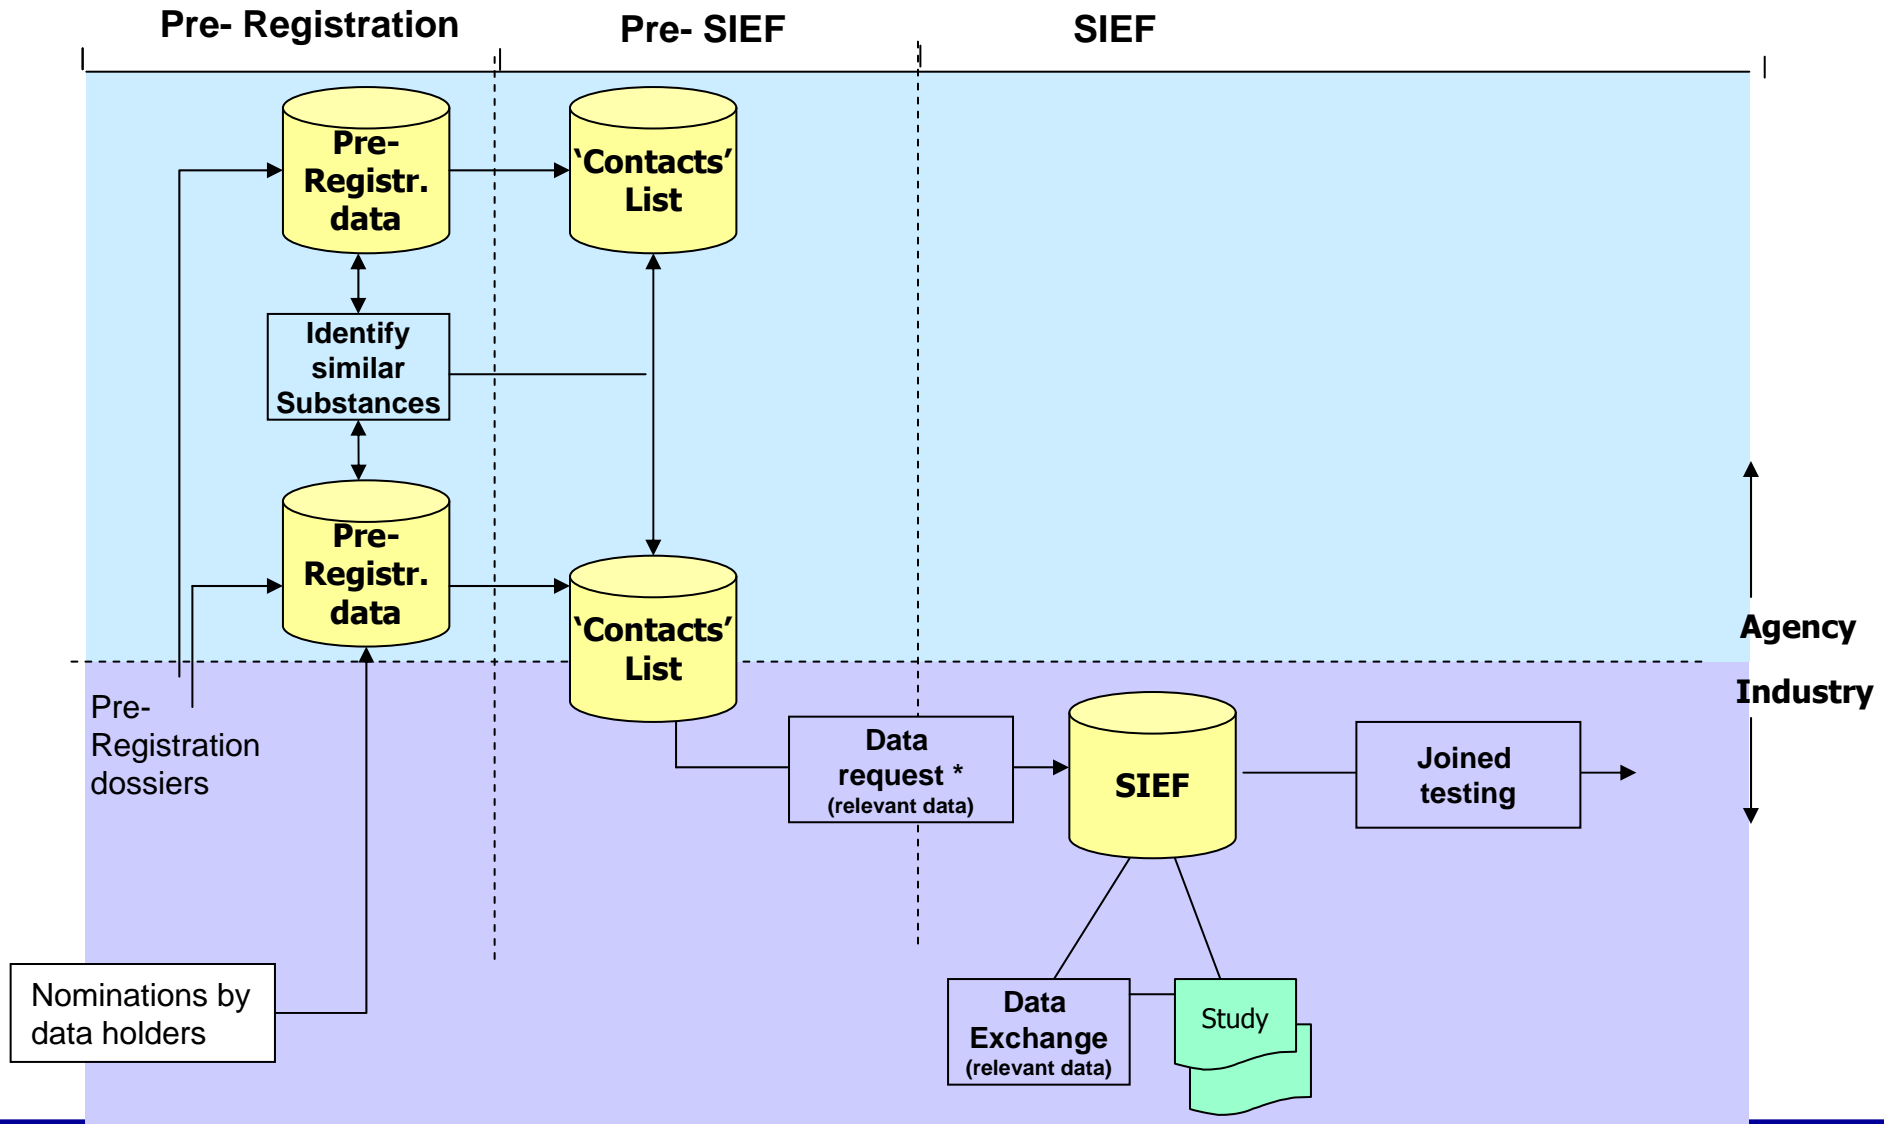 Pre- Registration
Pre- SIEF
SIEF
Pre-
Registr.
data
‘Contacts’
List
Identify
similar
Substances
Pre-
Registr.
data
‘Contacts’
List
Agency
Industry
Pre-
Registration
dossiers
Data
request *
(relevant data)
SIEF
Joined
testing
Nominations by
data holders
Data
Exchange
(relevant data)
Study